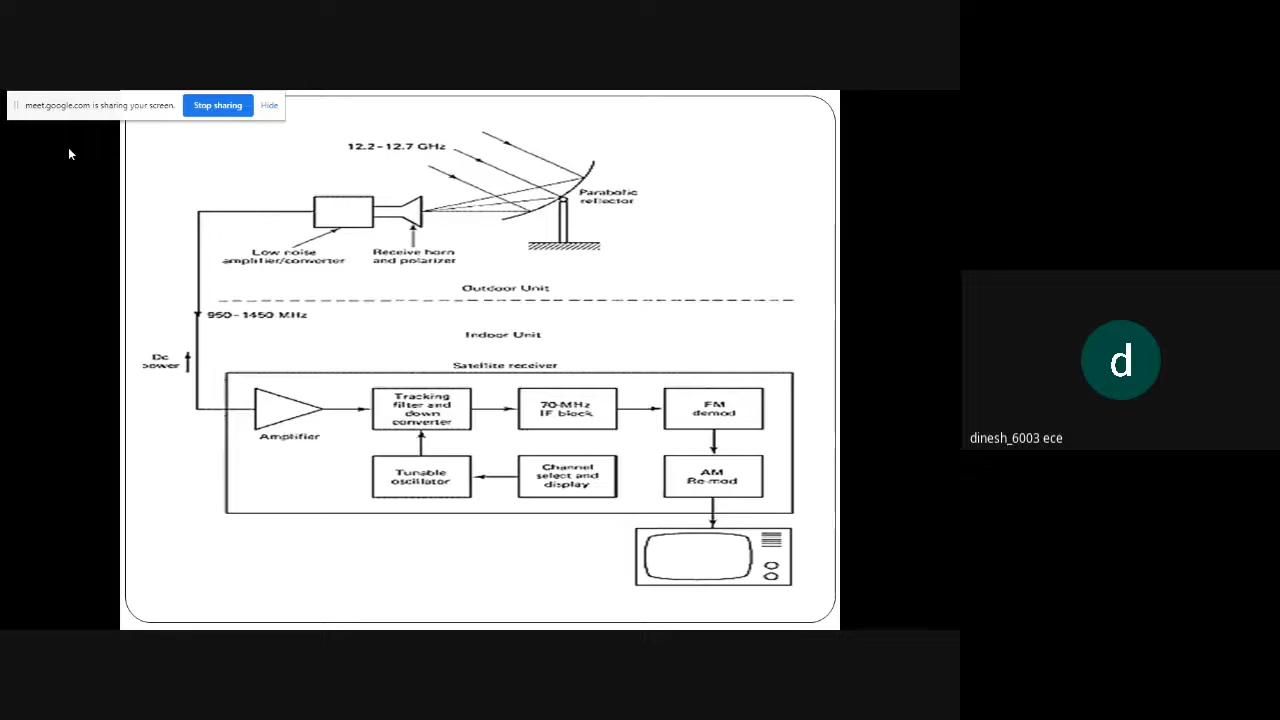 meet.google.com is sharing your screen.
Stop sharing
Hide
12.2-12.7 GHz
Parabolic
reflector
Low noise
amplifier/converter
Receive horn
and polarizer
Outdoor Unit
950-1450 MHz
Indoor Unit
Dc
power
Satellite receiver
Amplifier
Tracking
filter and
down
converter
70-MHz
IF block
FM
demod
Tunable
oscillator
Channel
select and
display
AM
Re-mod
d
dinesh_6003 ece